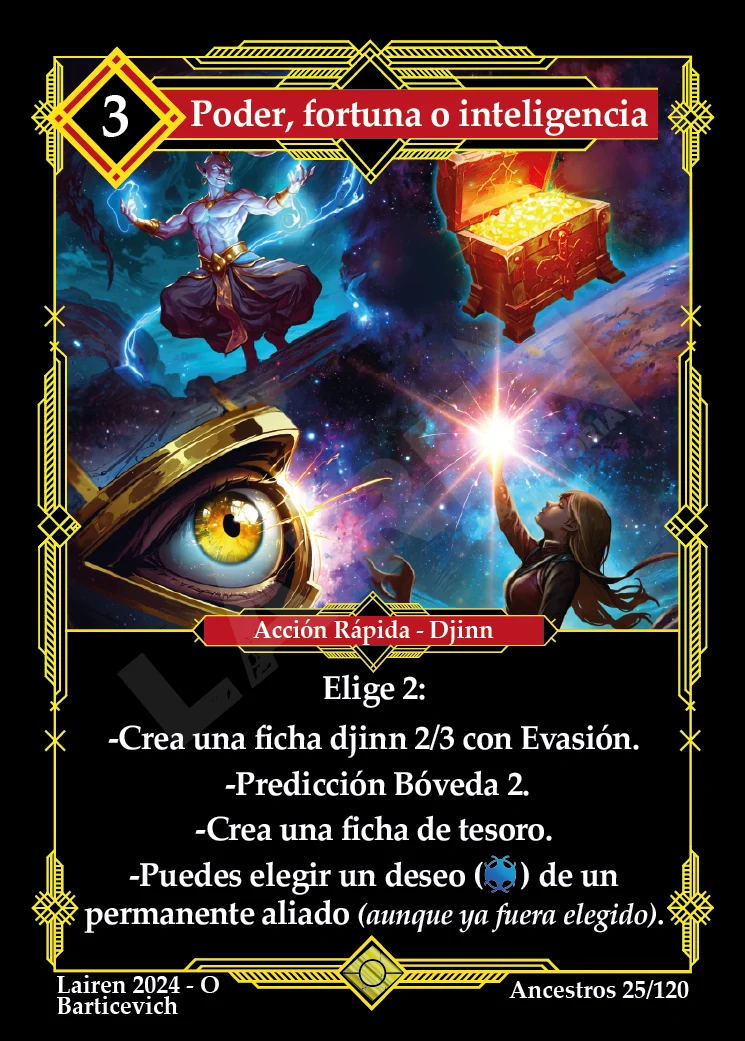 3
Poder, fortuna o inteligencia
Acción Rápida - Djinn
Elige 2:
-Crea una ficha djinn 2/3 con Evasión.
-Predicción Bóveda 2.
-Crea una ficha de tesoro.
-Puedes elegir un deseo ( ) de un
permanente aliado (aunque ya fuera elegido).
Lairen 2024 - O
Barticevich
Ancestros 25/120